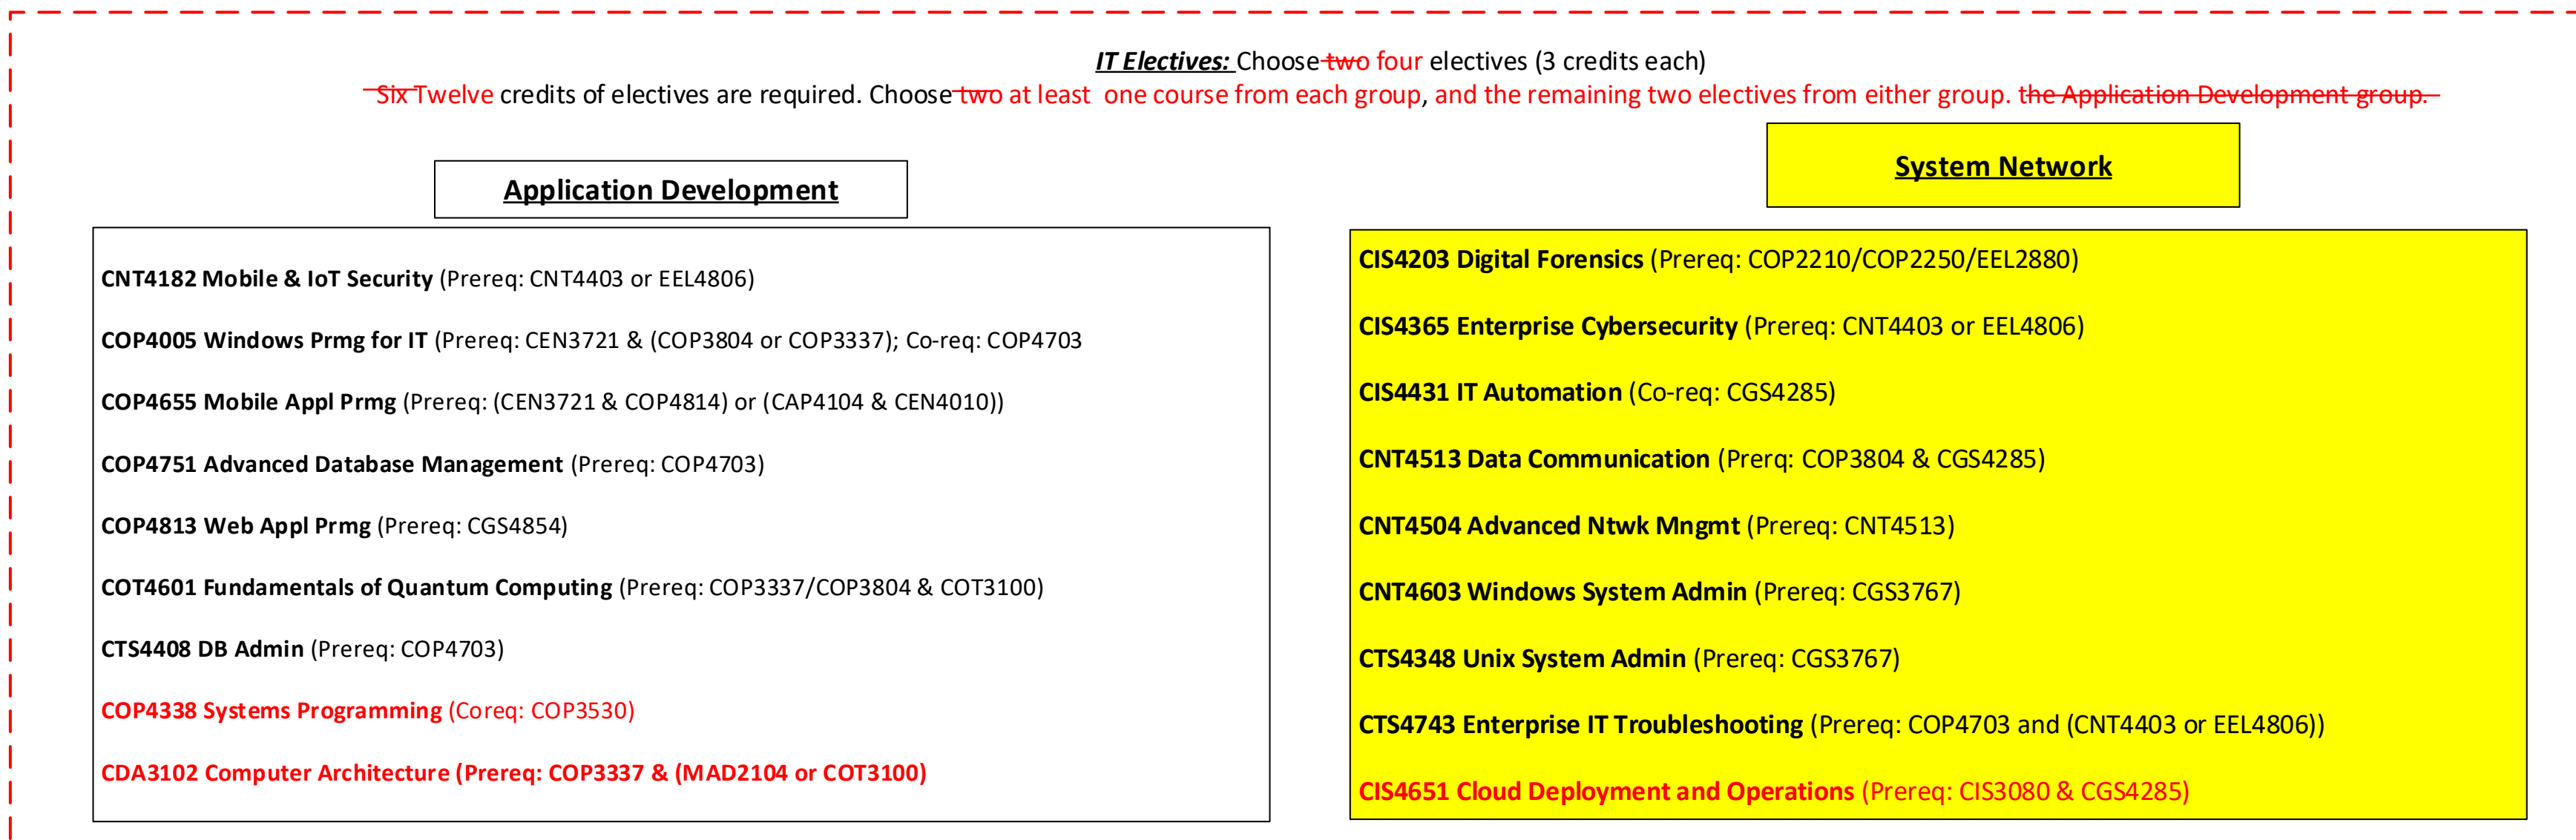 IT Electives: Choose two four electives (3 credits each)
Six Twelve credits of electives are required. Choose two at least one course from each group, and the remaining two electives from either group. the Application Development group.
Application Development
CNT4182 Mobile & IoT Security (Prereq: CNT4403 or EEL4806)
COP4005 Windows Prmg for IT (Prereq: CEN3721 & (COP3804 or COP3337); Co-req: COP4703
COP4655 Mobile Appl Prmg (Prereq: (CEN3721 & COP4814) or (CAP4104 & CEN4010))
COP4751 Advanced Database Management (Prereq: COP4703)
COP4813 Web Appl Prmg (Prereq: CGS4854)
COT4601 Fundamentals of Quantum Computing (Prereq: COP3337/COP3804 & COT3100)
CTS4408 DB Admin (Prereq: COP4703)
COP4338 Systems Programming (Coreq: COP3530)
CDA3102 Computer Architecture (Prereq: COP3337 & (MAD2104 or COT3100)
System Network
CIS4203 Digital Forensics (Prereq: COP2210/COP2250/EEL2880)
CIS4365 Enterprise Cybersecurity (Prereq: CNT4403 or EEL4806)
CIS4431 IT Automation (Co-req: CGS4285)
CNT4513 Data Communication (Prerq: COP3804 & CGS4285)
CNT4504 Advanced Ntwk Mngmt (Prereq: CNT4513)
CNT4603 Windows System Admin (Prereq: CGS3767)
CTS4348 Unix System Admin (Prereq: CGS3767)
CTS4743 Enterprise IT Troubleshooting (Prereq: COP4703 and (CNT4403 or EEL4806))
CIS4651 Cloud Deployment and Operations (Prereq: CIS3080 & CGS4285)